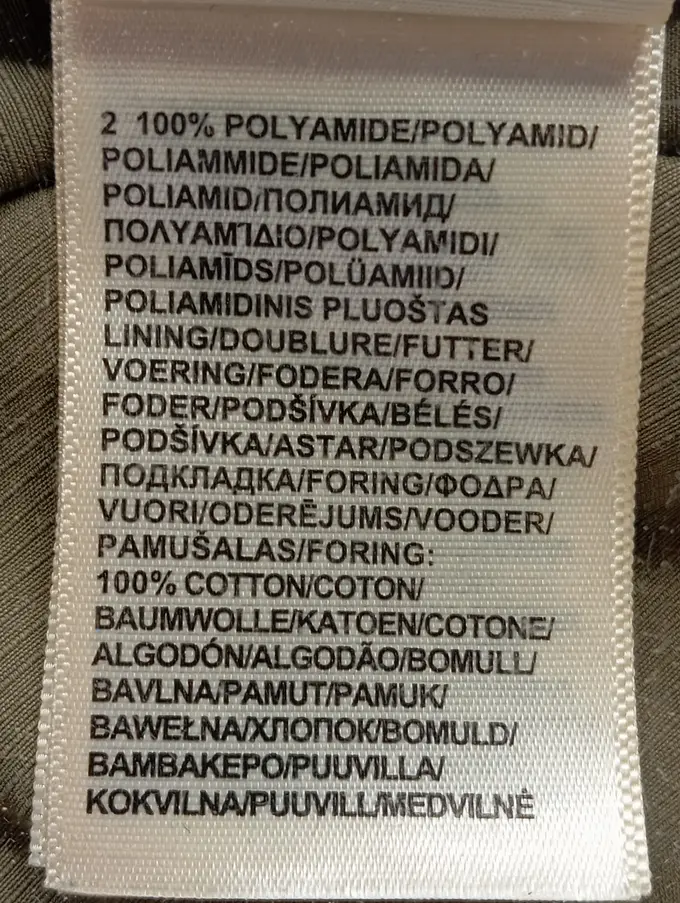 2 100% POLYAMIDE/POLYAMID/
POLIAMMIDE/POLIAMIDA/
POLIAMID/ПОЛИАМИД/
ΠΟΛΥΑΜΊΔΙΟ/POLYAMIDI/
POLIAMĪDS/POLÜAMIID/
POLIAMIDINIS PLUOŠTAS
LINING/DOUBLURE/FUTTER/
VOERING/FODERA/FORRO/
FODER/PODŠÍVKA/BÉLÉS/
PODŠÍVKA/ASTAR/PODSZEWKA/
ПОДКЛАДКА/FORING/ΦΟΔΡΑ/
VUORI/ODERĒJUMS/VOODER/
PAMUŠALAS/FORING:
100% COTTON/COTON/
BAUMWOLLE/KATOEN/COTONE/
ALGODÓN/ALGODÃO/BOMULL/
BAVLNA/PAMUT/PAMUK/
BAWEŁNA/ХЛОПОК/BOMULD/
ΒΑΜΒΑΚΕΡΟ/PUUVILLA/
KOKVILNA/PUUVILL/MEDVILNĖ